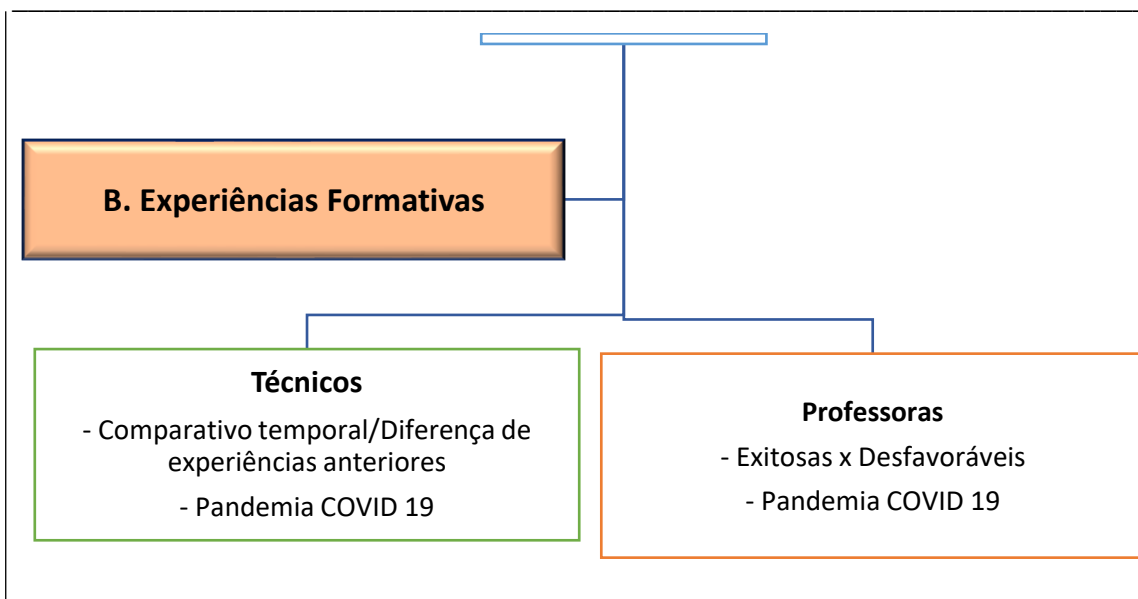 B. Experiências Formativas
Técnicos
- Comparativo temporal/Diferença de
experiências anteriores
- Pandemia COVID 19
Professoras
- Exitosas x Desfavoráveis
- Pandemia COVID 19